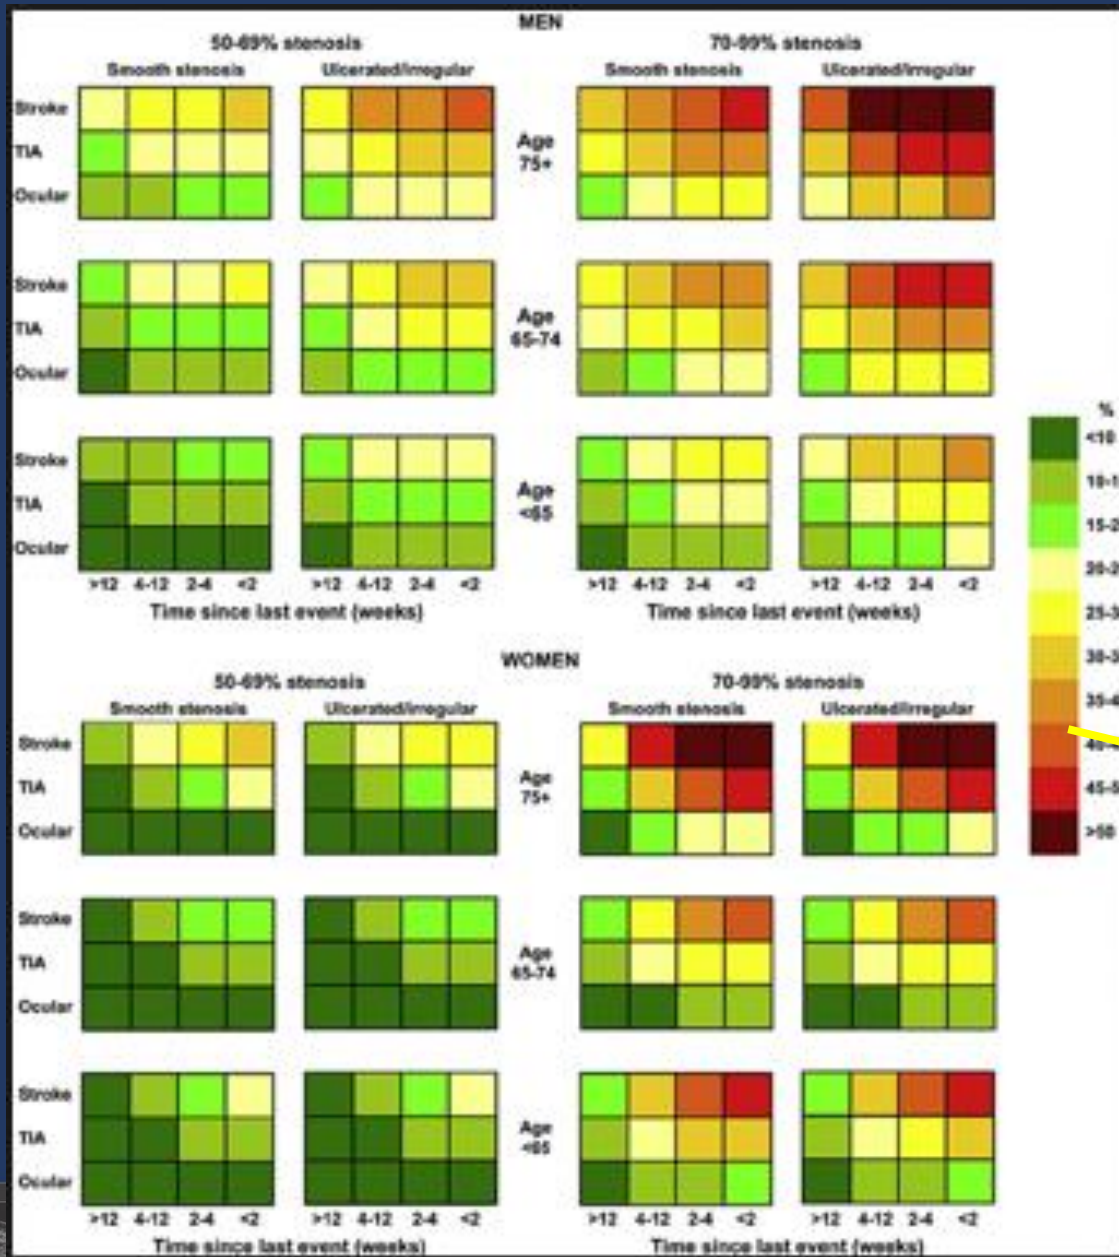 MEN
50-69% stenosis 70-99% stenosis
Smooth stenosis Ulcerated/irregular Smooth stenosis Ulcerated/irregular
Stroke
TIA
Ocular
Age
75+
Stroke
TIA
Ocular
Age
65-74
Stroke
TIA
Ocular
Age
<65
>12 4-12 2-4 <2 >12 4-12 2-4 <2 >12 4-12 2-4 <2 >12 4-12 2-4 <2
Time since last event (weeks) Time since last event (weeks)
%
<10
>50
WOMEN
50-69% stenosis 70-99% stenosis
Smooth stenosis Ulcerated/irregular Smooth stenosis Ulcerated/irregular
Stroke
TIA
Ocular
Age
75+
Stroke
TIA
Ocular
Age
65-74
Stroke
TIA
Ocular
Age
<65
>12 4-12 2-4 <2 >12 4-12 2-4 <2 >12 4-12 2-4 <2 >12 4-12 2-4 <2
Time since last event (weeks) Time since last event (weeks)